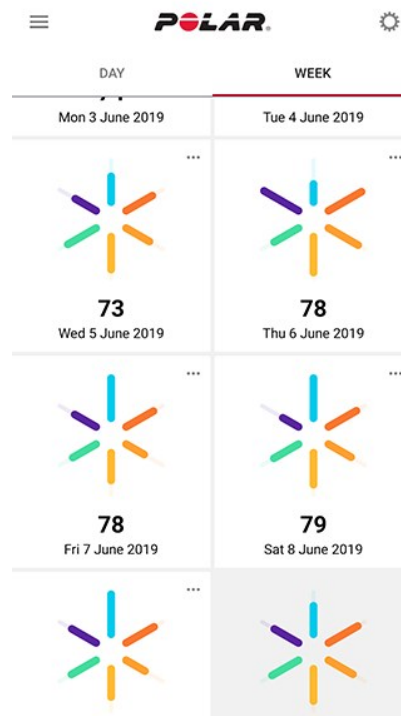 POLAR.
DAY
WEEK
Mon 3 June 2019
Tue 4 June 2019
73
Wed 5 June 2019
78
Thu 6 June 2019
78
Fri 7 June 2019
79
Sat 8 June 2019